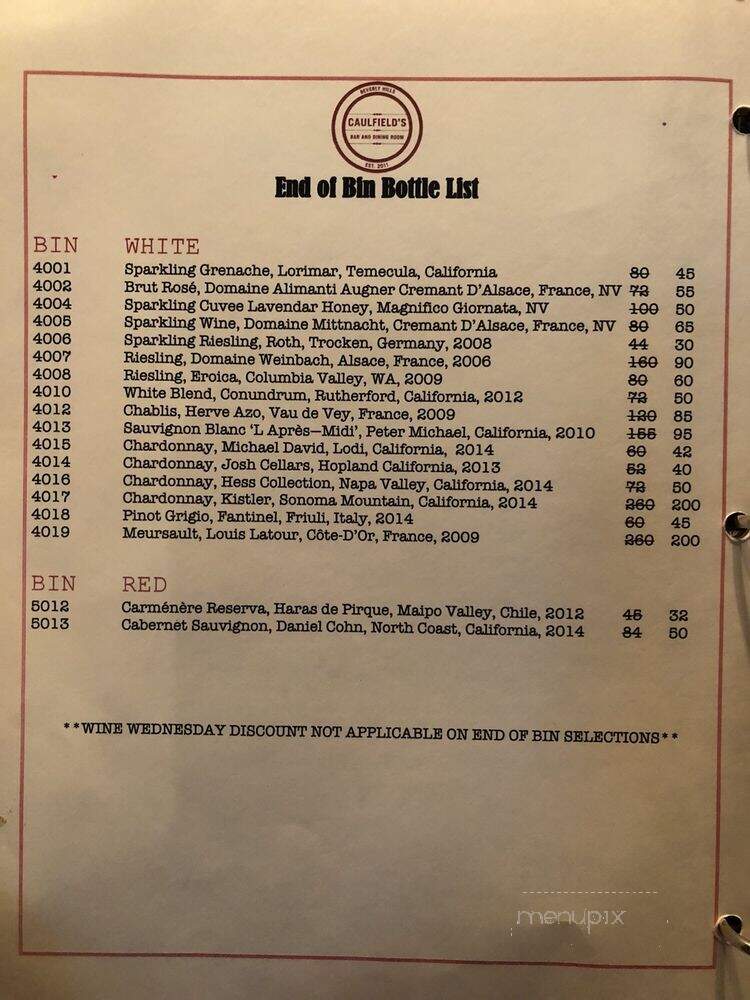 BEVERLY HILLS
CAULFIELD'S
BAR AND DINING ROOM
EST. 2011
End of Bin Bottle List
BIN WHITE
4001 Sparkling Grenache, Lorimar, Temecula, California 80 45
4002 Brut Rosé, Domaine Alimanti Augner Cremant D'Alsace, France, NV 72 55
4004 Sparkling Cuvee Lavendar Honey, Magnifico Giornata, NV 100 50
4005 Sparkling Wine, Domaine Mittnacht, Cremant D'Alsace, France, NV 80 65
4006 Sparkling Riesling, Roth, Trocken, Germany, 2008 44 30
4007 Riesling, Domaine Weinbach, Alsace, France, 2006 160 90
4008 Riesling, Eroica, Columbia Valley, WA, 2009 80 60
4010 White Blend, Conundrum, Rutherford, California, 2012 72 50
4012 Chablis, Herve Azo, Vau de Vey, France, 2009 120 85
4013 Sauvignon Blanc 'L Après—Midi', Peter Michael, California, 2010 155 95
4015 Chardonnay, Michael David, Lodi, California, 2014 60 42
4014 Chardonnay, Josh Cellars, Hopland California, 2013 52 40
4016 Chardonnay, Hess Collection, Napa Valley, California, 2014 72 50
4017 Chardonnay, Kistler, Sonoma Mountain, California, 2014 260 200
4018 Pinot Grigio, Fantinel, Friuli, Italy, 2014 60 45
4019 Meursault, Louis Latour, Côte-D'Or, France, 2009 260 200
BIN RED
5012 Carménère Reserva, Haras de Pirque, Maipo Valley, Chile, 2012 45 32
5013 Cabernet Sauvignon, Daniel Cohn, North Coast, California, 2014 84 50
**WINE WEDNESDAY DISCOUNT NOT APPLICABLE ON END OF BIN SELECTIONS**
menupix